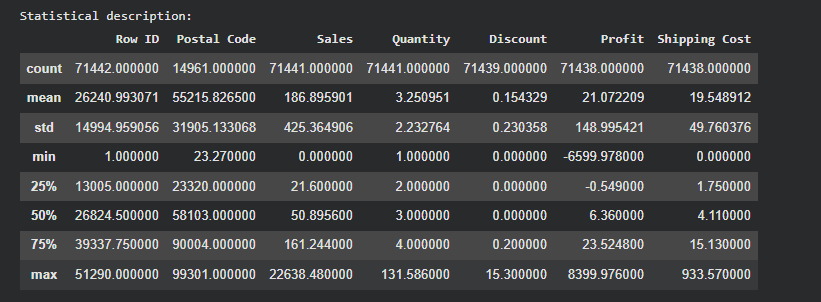 Statistical description:
Row ID Postal Code Sales Quantity Discount Profit Shipping Cost
count 71442.000000 14961.000000 71441.000000 71441.000000 71439.000000 71438.000000 71438.000000
mean 26240.993071 55215.826500 186.895901 3.250951 0.154329 21.072209 19.548912
std 14994.959056 31905.133068 425.364906 2.232764 0.230358 148.995421 49.760376
min 1.000000 23.270000 0.000000 1.000000 0.000000 -6599.978000 0.000000
25% 13005.000000 23320.000000 21.600000 2.000000 0.000000 -0.549000 1.750000
50% 26824.500000 58103.000000 50.895600 3.000000 0.000000 6.360000 4.110000
75% 39337.750000 90004.000000 161.244000 4.000000 0.200000 23.524800 15.130000
max 51290.000000 99301.000000 22638.480000 131.586000 15.300000 8399.976000 933.570000